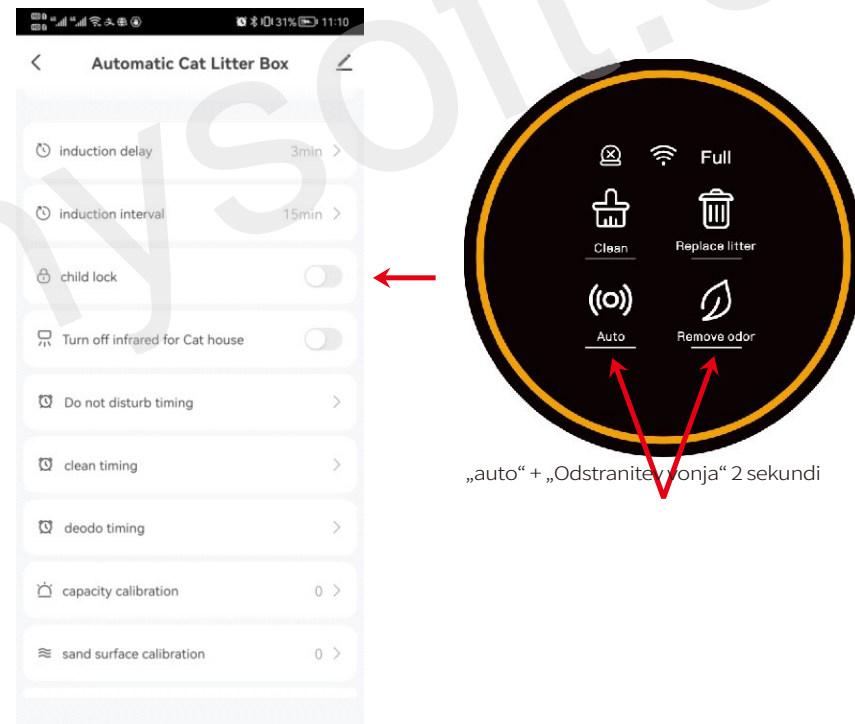 31% 11:10
Automatic Cat Litter Box
induction delay 3min
induction interval 15min
child lock
Turn off infrared for Cat house
Do not disturb timing
clean timing
deodo timing
capacity calibration 0
sand surface calibration 0
Full
Clean Replace litter
Auto Remove odor
„auto“ + „Odstranitev vonja“ 2 sekundi